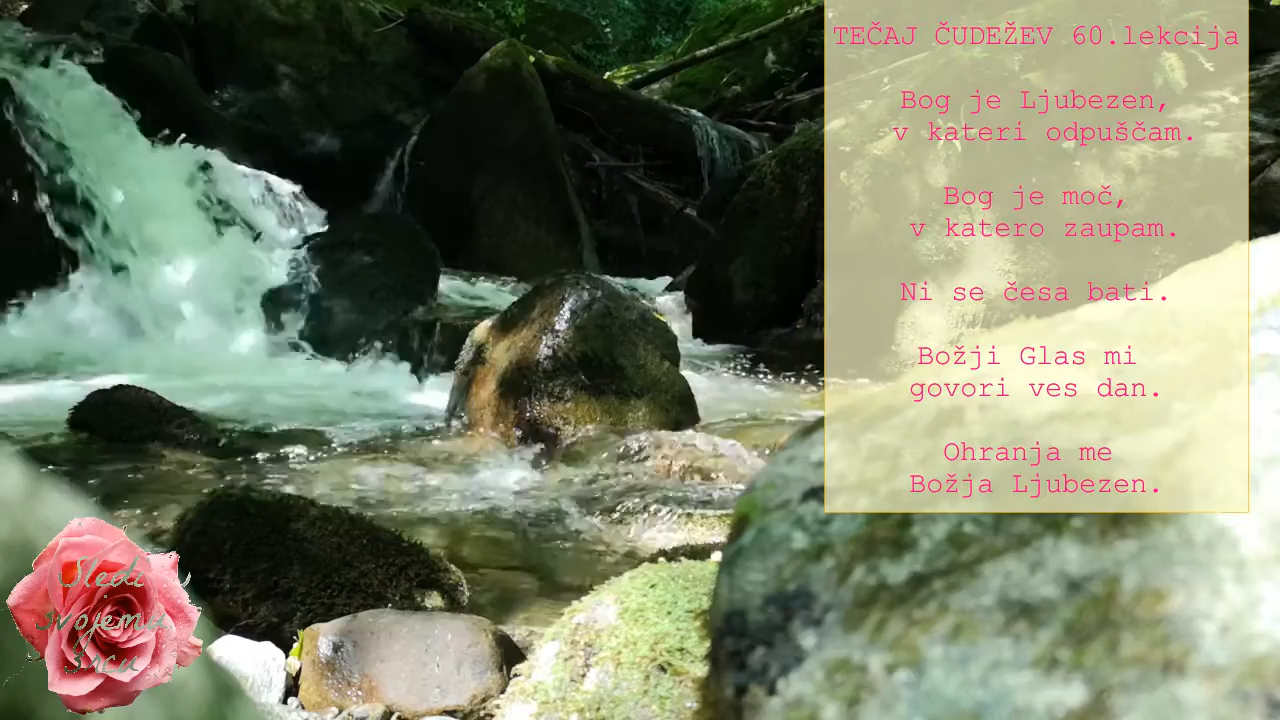 TEČAJ ČUDEŽEV 60.lekcija
Bog je Ljubezen,
v kateri odpuščam.
Bog je moč,
v katero zaupam.
Ni se česa bati.
Božji Glas mi
govori ves dan.
Ohranja me
Božja Ljubezen.
Sledi
svojemu
Srcu